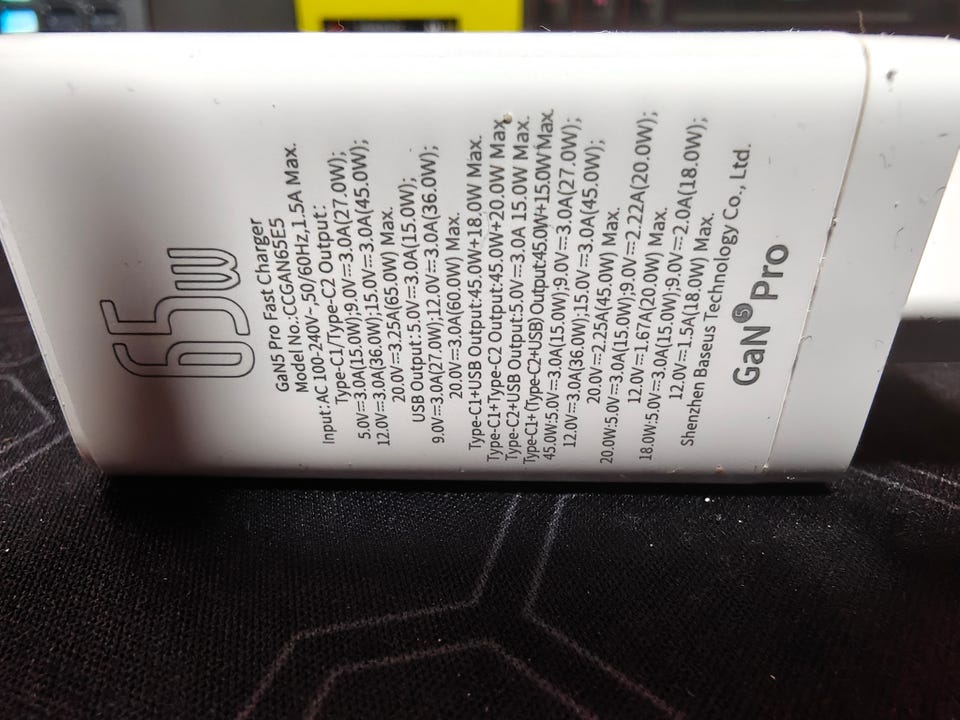 65w
GaN5 Pro Fast Charger
Model No.:CCGAN65E5
Input:AC 100-240V~,50/60Hz,1.5A Max.
Type-C1/Type-C2 Output:
5.0V⎓3.0A(15.0W);9.0V⎓3.0A(27.0W);
12.0V⎓3.0A(36.0W);15.0V⎓3.0A(45.0W);
20.0V⎓3.25A(65.0W) Max.
USB Output:5.0V⎓3.0A(15.0W);
9.0V⎓3.0A(27.0W);12.0V⎓3.0A(36.0W);
20.0V⎓3.0A(60.0W) Max.
Type-C1+USB Output:45.0W+18.0W Max.
Type-C1+Type-C2 Output:45.0W+20.0W Max.
Type-C2+USB Output:5.0V⎓3.0A 15.0W Max.
Type-C1+(Type-C2+USB) Output:45.0W+15.0W Max.
45.0W:5.0V⎓3.0A(15.0W);9.0V⎓3.0A(27.0W);
12.0V⎓3.0A(36.0W);15.0V⎓3.0A(45.0W);
20.0V⎓2.25A(45.0W) Max.
20.0W:5.0V⎓3.0A(15.0W);9.0V⎓2.22A(20.0W);
12.0V⎓1.67A(20.0W) Max.
18.0W:5.0V⎓3.0A(15.0W);9.0V⎓2.0A(18.0W);
12.0V⎓1.5A(18.0W) Max.
Shenzhen Baseus Technology Co., Ltd.
GaN⑤ Pro